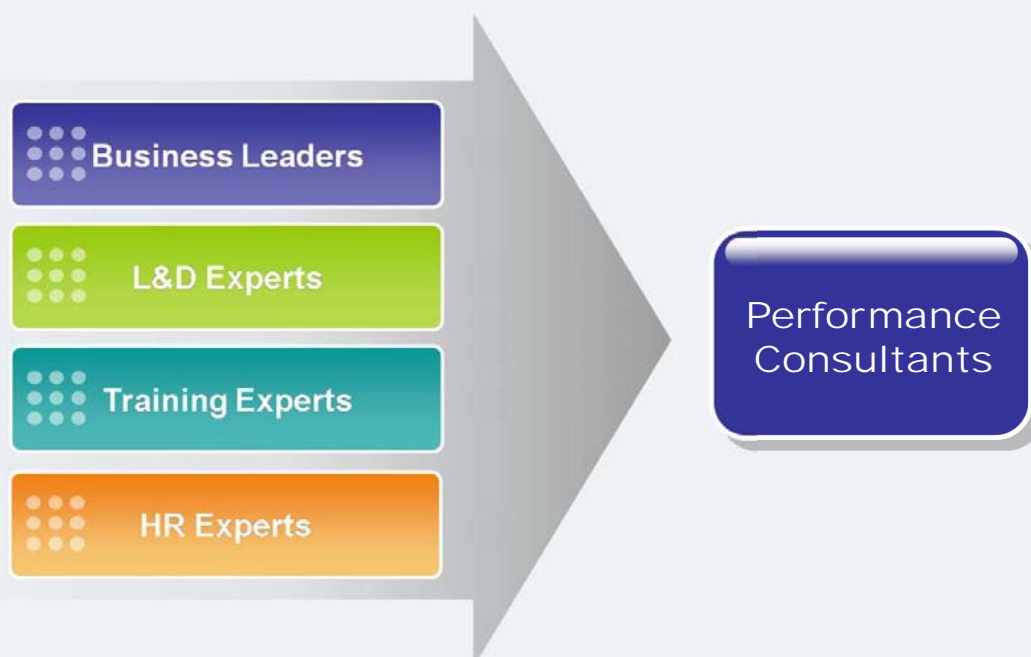 Business Leaders
L&D Experts
Training Experts
HR Experts
Performance
Consultants